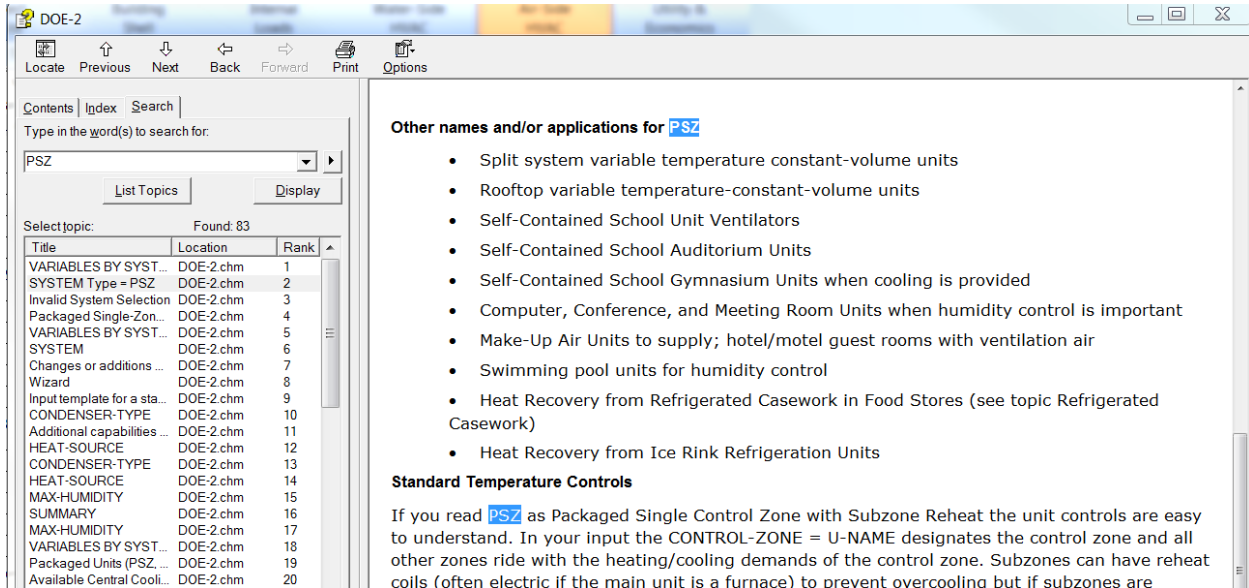 DOE-2
Building Internal Water-Side Air-Side Utility &
Shell Loads HVAC HVAC Economics
Locate Previous Next Back Forward Print Options
Contents Index Search
Type in the word(s) to search for:
PSZ
List Topics Display
Select topic: Found: 83
Title Location Rank
VARIABLES BY SYST... DOE-2.chm 1
SYSTEM Type = PSZ DOE-2.chm 2
Invalid System Selection DOE-2.chm 3
Packaged Single-Zon... DOE-2.chm 4
VARIABLES BY SYST... DOE-2.chm 5
SYSTEM DOE-2.chm 6
Changes or additions ... DOE-2.chm 7
Wizard DOE-2.chm 8
Input template for a sta... DOE-2.chm 9
CONDENSER-TYPE DOE-2.chm 10
Additional capabilities ... DOE-2.chm 11
HEAT-SOURCE DOE-2.chm 12
CONDENSER-TYPE DOE-2.chm 13
HEAT-SOURCE DOE-2.chm 14
MAX-HUMIDITY DOE-2.chm 15
SUMMARY DOE-2.chm 16
MAX-HUMIDITY DOE-2.chm 17
VARIABLES BY SYST... DOE-2.chm 18
Packaged Units (PSZ, ... DOE-2.chm 19
Available Central Cooli... DOE-2.chm 20
Other names and/or applications for PSZ
• Split system variable temperature constant-volume units
• Rooftop variable temperature-constant-volume units
• Self-Contained School Unit Ventilators
• Self-Contained School Auditorium Units
• Self-Contained School Gymnasium Units when cooling is provided
• Computer, Conference, and Meeting Room Units when humidity control is important
• Make-Up Air Units to supply; hotel/motel guest rooms with ventilation air
• Swimming pool units for humidity control
• Heat Recovery from Refrigerated Casework in Food Stores (see topic Refrigerated
Casework)
• Heat Recovery from Ice Rink Refrigeration Units
Standard Temperature Controls
If you read PSZ as Packaged Single Control Zone with Subzone Reheat the unit controls are easy
to understand. In your input the CONTROL-ZONE = U-NAME designates the control zone and all
other zones ride with the heating/cooling demands of the control zone. Subzones can have reheat
coils (often electric if the main unit is a furnace) to prevent overcooling but if subzones are